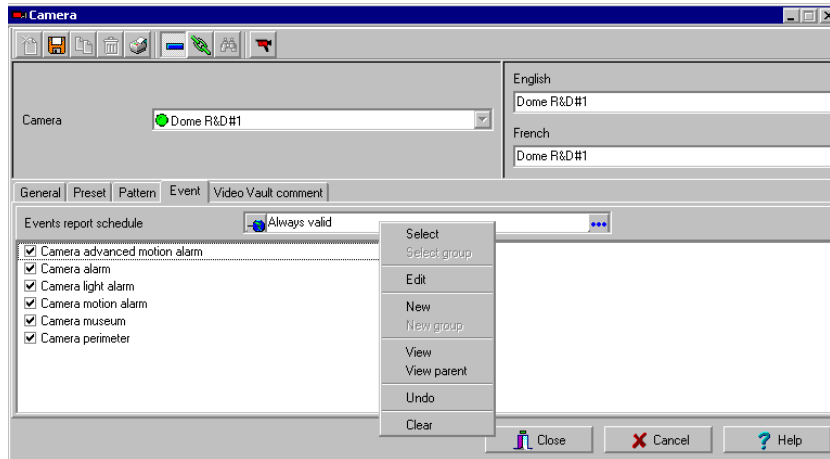 Camera
English
Dome R&D#1
Camera
Dome R&D#1
French
Dome R&D#1
General
Preset
Pattern
Event
Video Vault comment
Events report schedule
Always valid
Camera advanced motion alarm
Camera alarm
Camera light alarm
Camera motion alarm
Camera museum
Camera perimeter
Select
Select group
Edit
New
New group
View
View parent
Undo
Clear
Close
Cancel
? Help